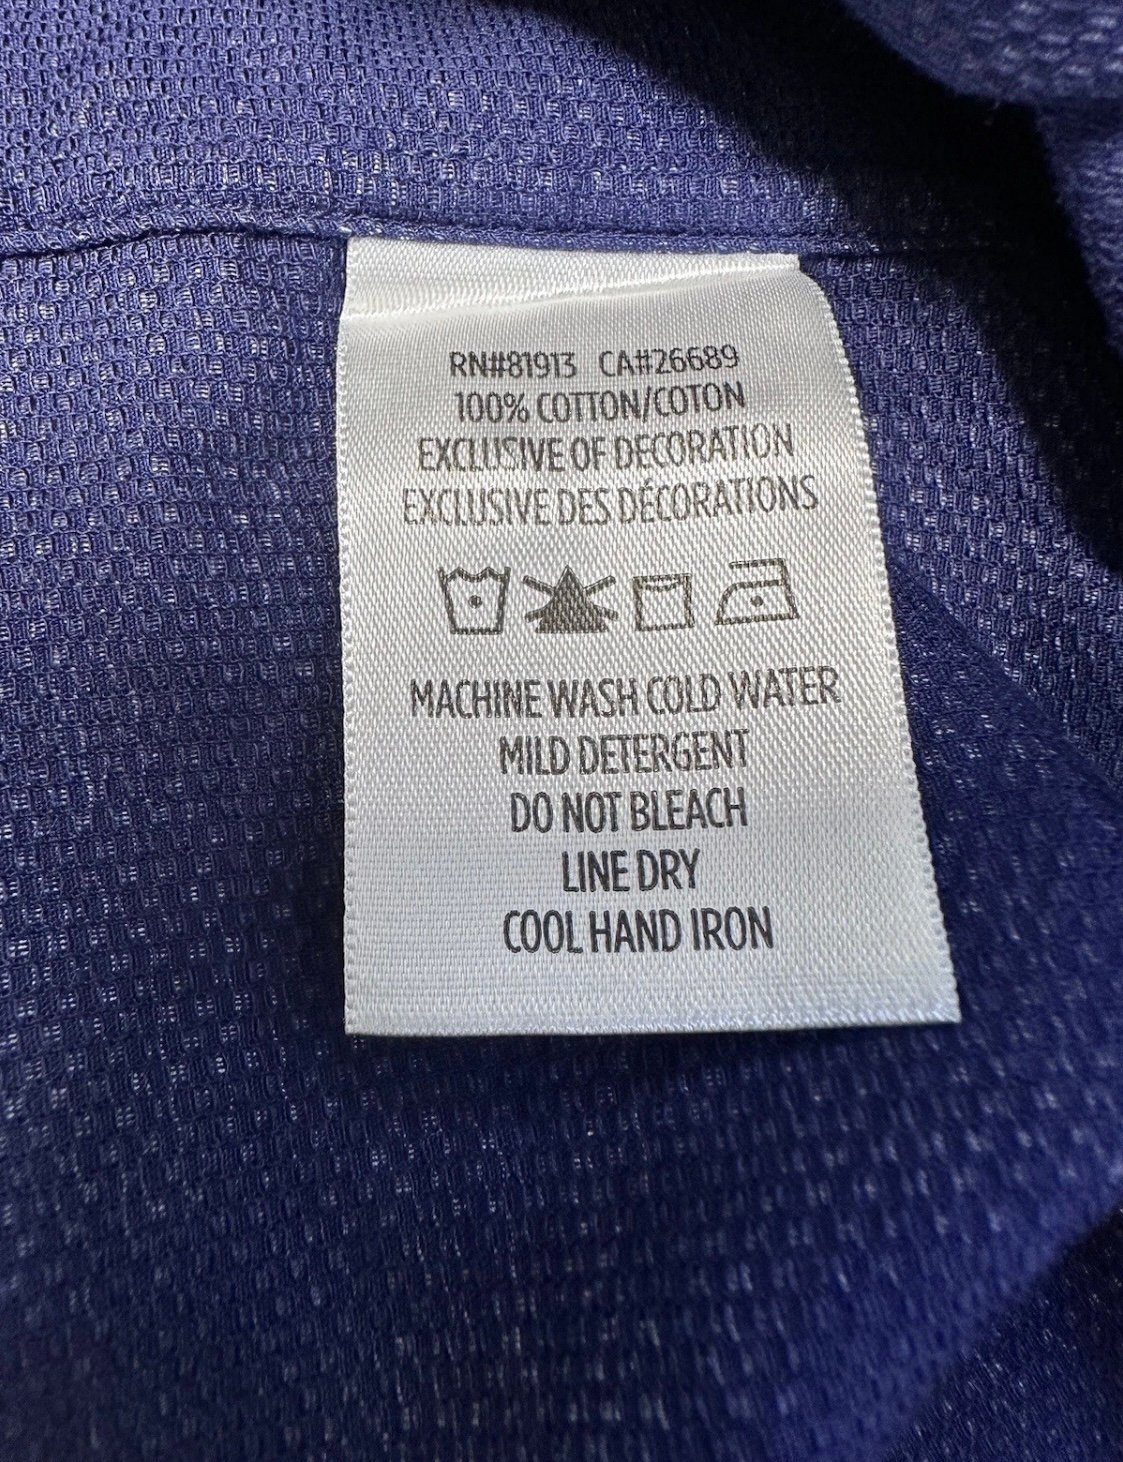 RN#81913 CA#26689
100% COTTON/COTON
EXCLUSIVE OF DECORATION
EXCLUSIVE DES DÉCORATIONS
MACHINE WASH COLD WATER
MILD DETERGENT
DO NOT BLEACH
LINE DRY
COOL HAND IRON